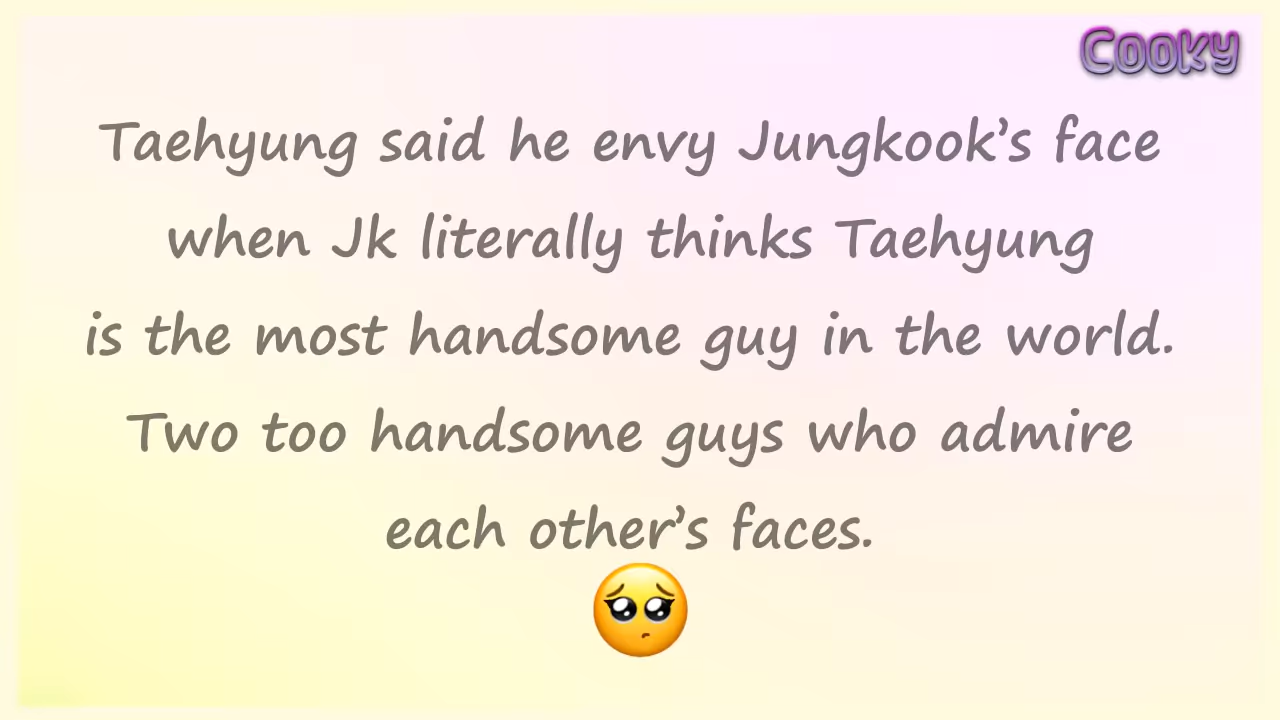 Cooky
Taehyung said he envy Jungkook’s face
when Jk literally thinks Taehyung
is the most handsome guy in the world.
Two too handsome guys who admire
each other’s faces.